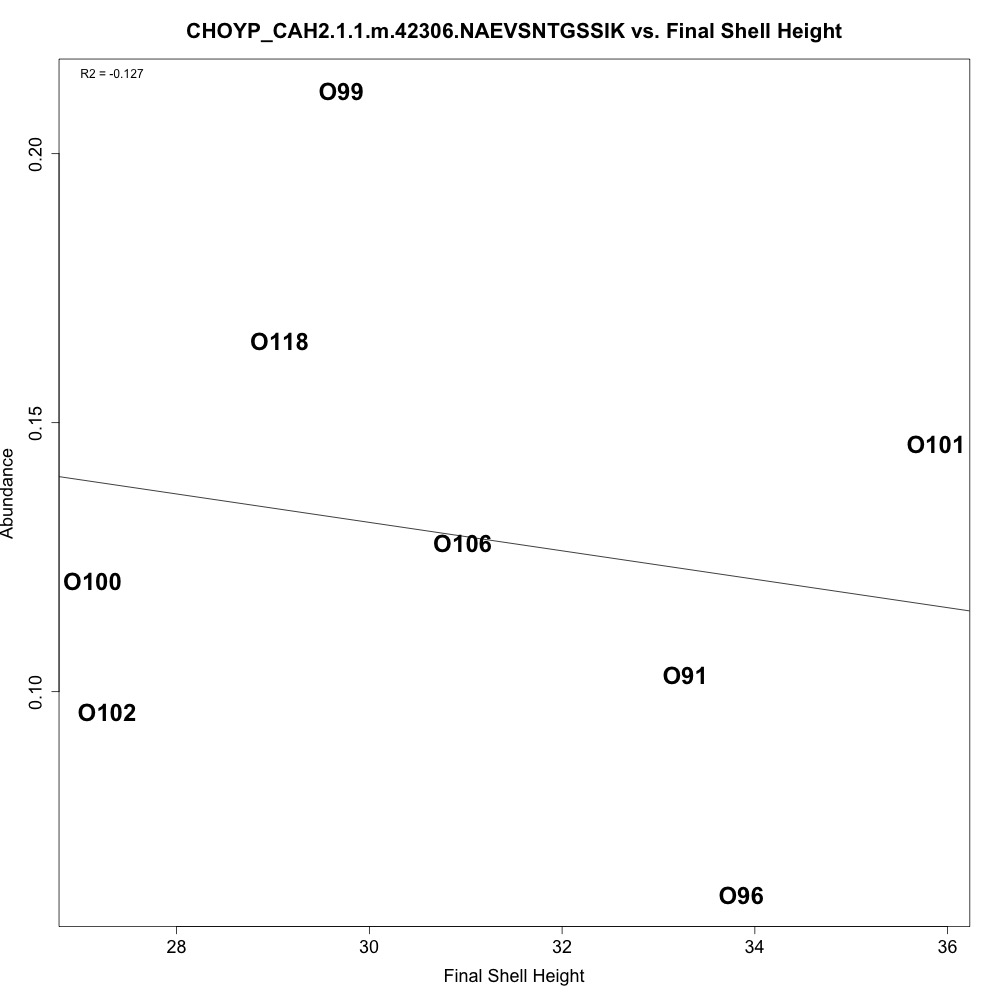 CHOYP_CAH2.1.1.m.42306.NAEVSNTGSSIK vs. Final Shell Height
R2 = -0.127
O99
0.20
O118
0.15
O101
Abundance
O106
O100
O91
0.10
O102
O96
28 30 32 34 36
Final Shell Height